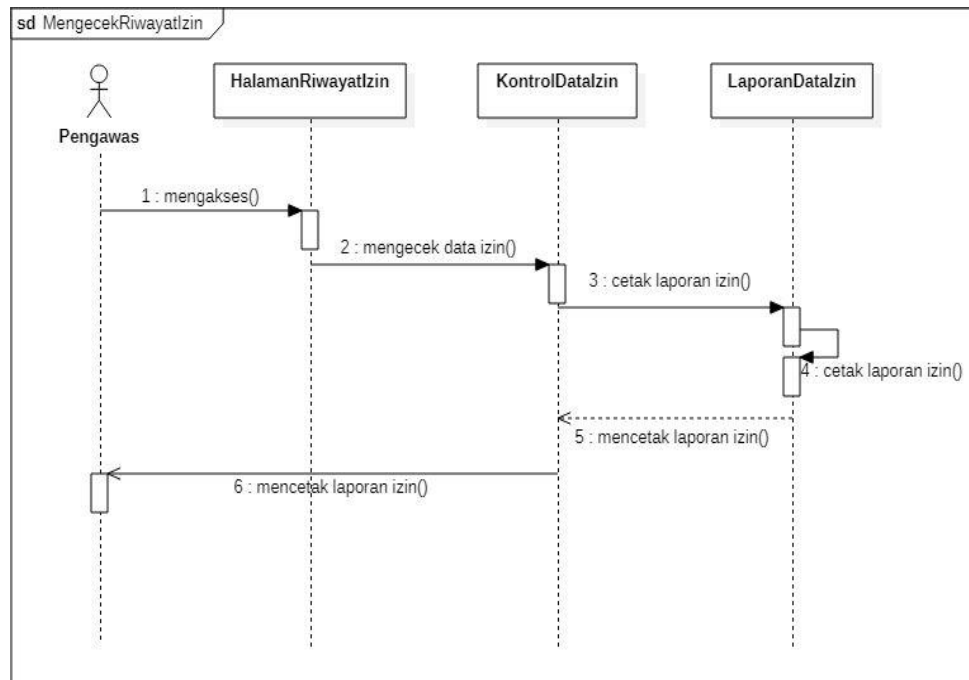 sd MengecekRiwayatIzin
HalamanRiwayatIzin
KontrolDataIzin
LaporanDataIzin
Pengawas
1 : mengakses()
2 : mengecek data izin()
3 : cetak laporan izin()
4 : cetak laporan izin()
5 : mencetak laporan izin()
6 : mencetak laporan izin()